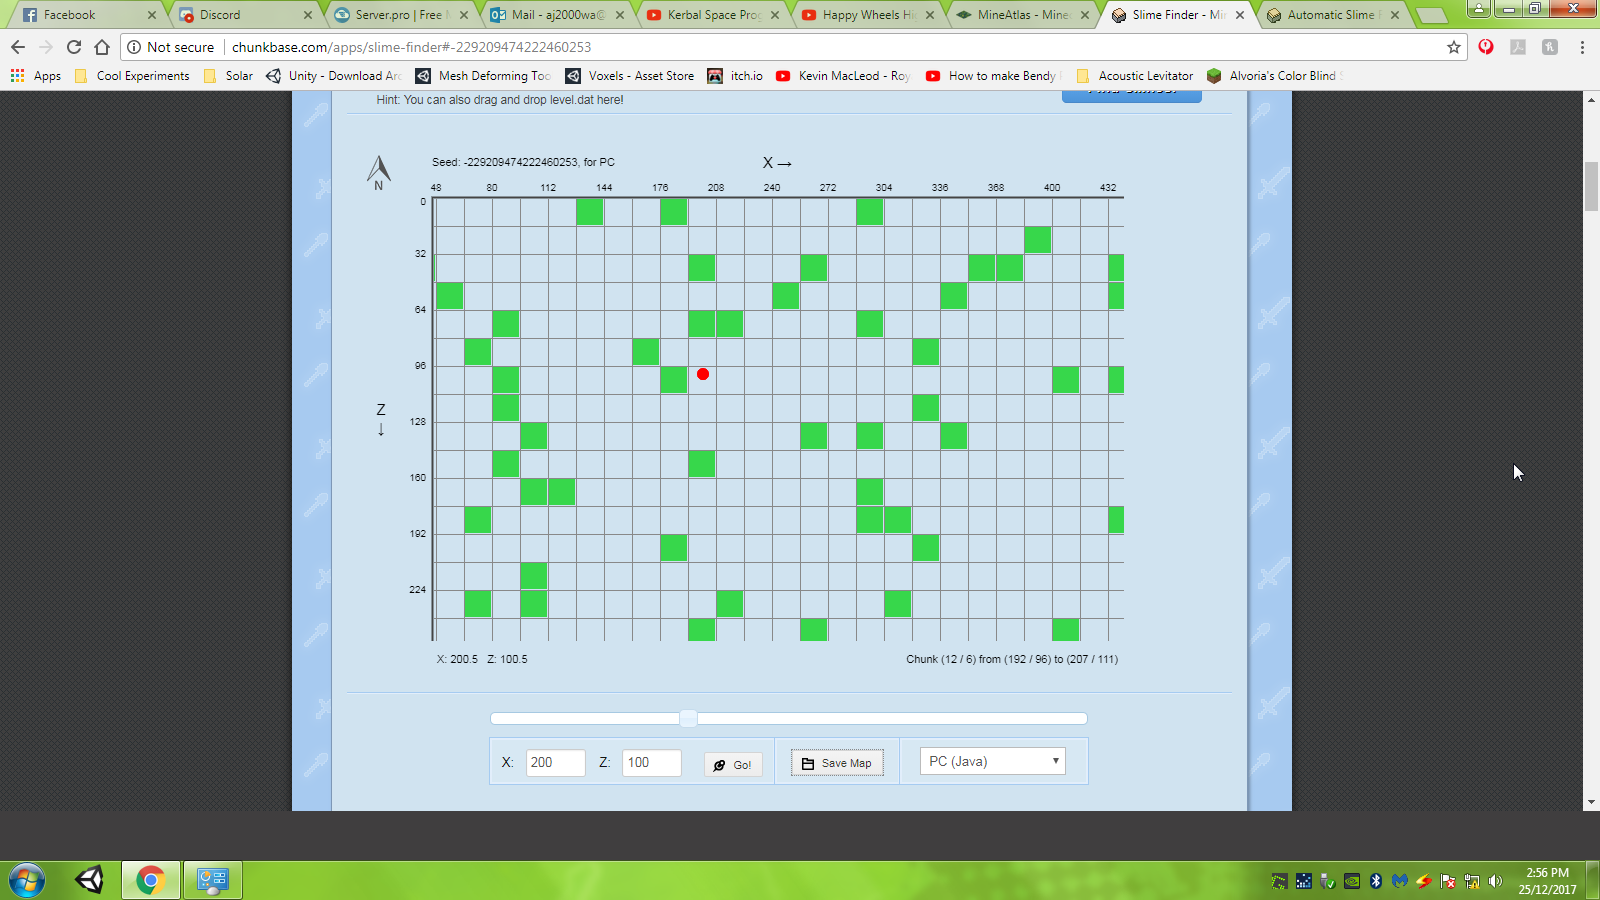 Facebook
Discord
Server.pro | Free M
Mail - aj2000wa@
Kerbal Space Prog
Happy Wheels Hi
MineAtlas - Mine
Slime Finder - Mi
Automatic Slime F
Not secure
chunkbase.com/apps/slime-finder#-229209474222460253
Apps
Cool Experiments
Solar
Unity - Download Arc
Mesh Deforming Too
Voxels - Asset Store
itch.io
Kevin MacLeod - Roy
How to make Bendy
Acoustic Levitator
Alvoria's Color Blind S
Hint: You can also drag and drop level.dat here!
N
Seed: -229209474222460253, for PC
X →
48 80 112 144 176 208 240 272 304 336 368 400 432
0
32
64
96
Z
↓
128
160
192
224
X: 200.5 Z: 100.5
Chunk (12 / 6) from (192 / 96) to (207 / 111)
X: 200 Z: 100 Go! Save Map PC (Java)
2:56 PM
25/12/2017